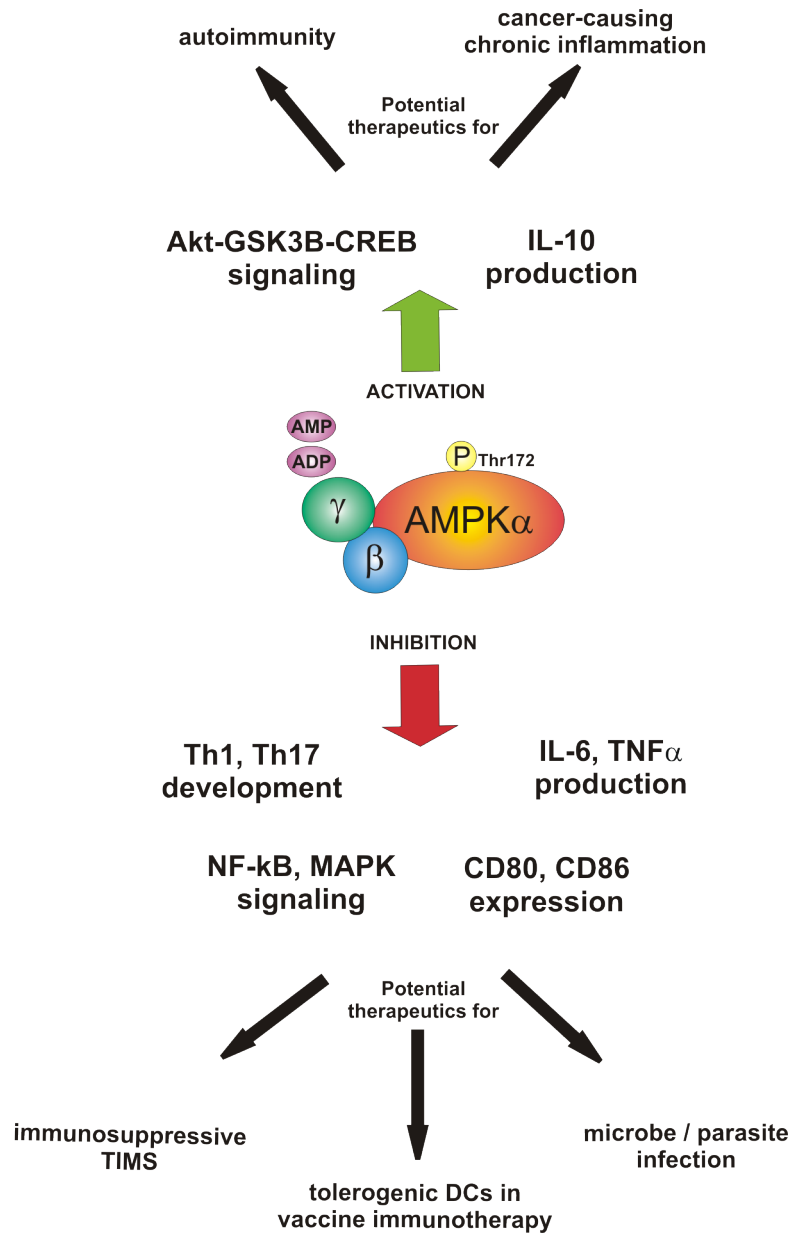 autoimmunity
cancer-causing
chronic inflammation
Potential
therapeutics for
Akt-GSK3B-CREB
signaling
IL-10
production
ACTIVATION
AMP
ADP
P
Thr172
γ
AMPKα
β
INHIBITION
Th1, Th17
development
IL-6, TNFα
production
NF-kB, MAPK
signaling
CD80, CD86
expression
Potential
therapeutics for
immunosuppressive
TIMS
microbe / parasite
infection
tolerogenic DCs in
vaccine immunotherapy